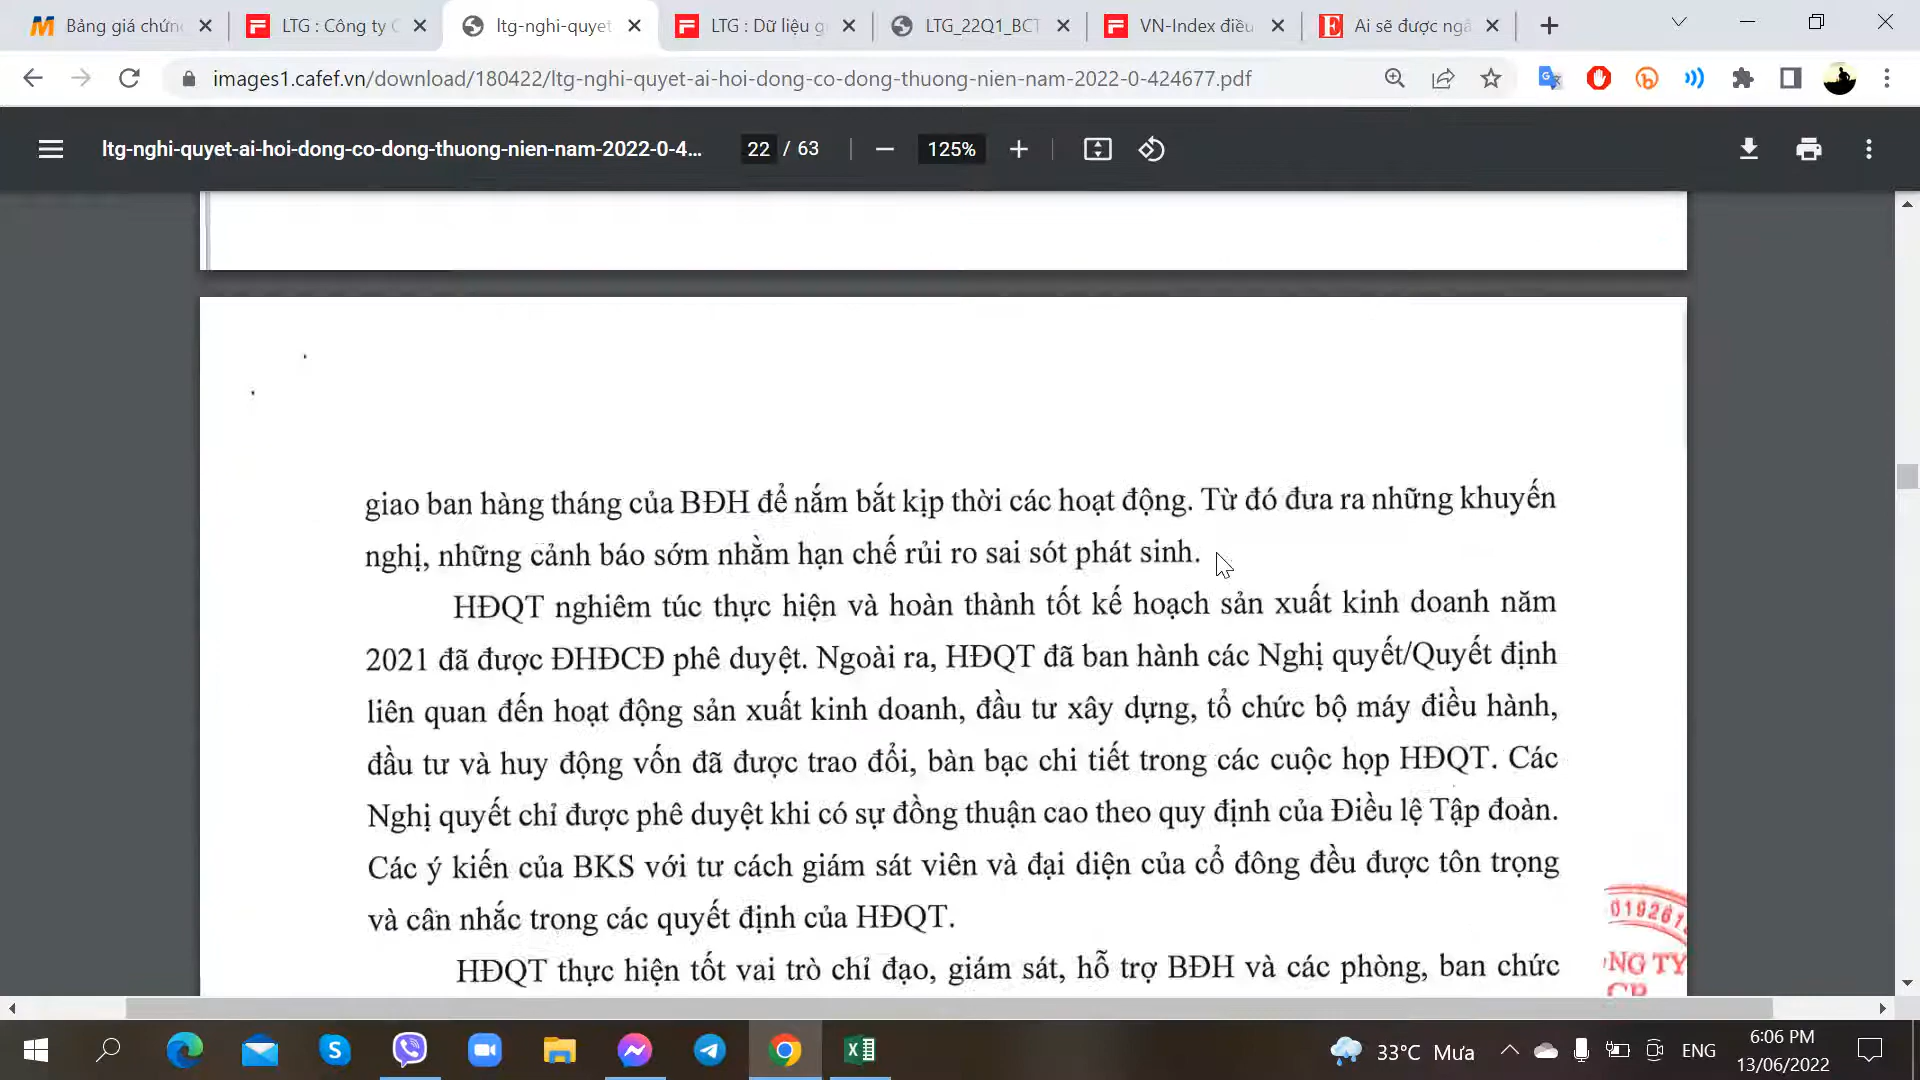 Bảng giá chứn
LTG : Công ty C
ltg-nghi-quyet
LTG : Dữ liệu g
LTG_22Q1_BCT
VN-Index điều
Ai sẽ được ngâ
images1.cafef.vn/download/180422/ltg-nghi-quyet-ai-hoi-dong-co-dong-thuong-nien-nam-2022-0-424677.pdf
ltg-nghi-quyet-ai-hoi-dong-co-dong-thuong-nien-nam-2022-0-4...
22 / 63
125%
giao ban hàng tháng của BĐH để nắm bắt kịp thời các hoạt động. Từ đó đưa ra những khuyến
nghị, những cảnh báo sớm nhằm hạn chế rủi ro sai sót phát sinh.
HĐQT nghiêm túc thực hiện và hoàn thành tốt kế hoạch sản xuất kinh doanh năm
2021 đã được ĐHĐCĐ phê duyệt. Ngoài ra, HĐQT đã ban hành các Nghị quyết/Quyết định
liên quan đến hoạt động sản xuất kinh doanh, đầu tư xây dựng, tổ chức bộ máy điều hành,
đầu tư và huy động vốn đã được trao đổi, bàn bạc chi tiết trong các cuộc họp HĐQT. Các
Nghị quyết chỉ được phê duyệt khi có sự đồng thuận cao theo quy định của Điều lệ Tập đoàn.
Các ý kiến của BKS với tư cách giám sát viên và đại diện của cổ đông đều được tôn trọng
và cân nhắc trong các quyết định của HĐQT.
019261
NG TY
HĐQT thực hiện tốt vai trò chỉ đạo, giám sát, hỗ trợ BĐH và các phòng, ban chức
33°C Mưa
ENG
6:06 PM
13/06/2022